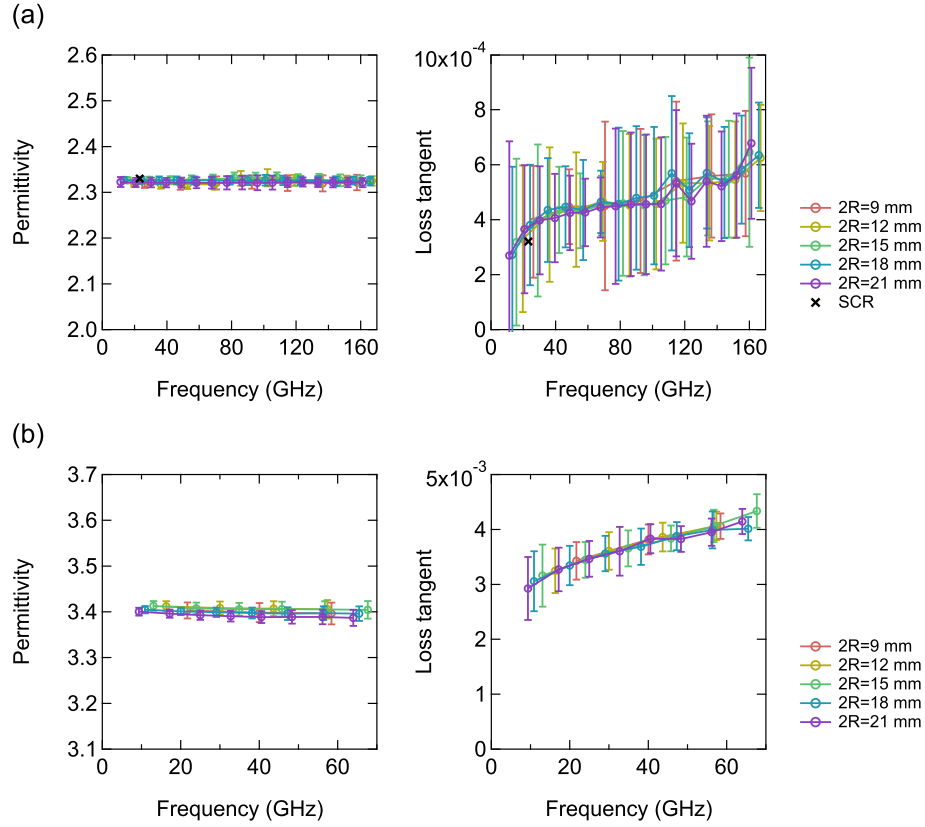 (a)
2.6
2.5
2.4
2.3
2.2
2.1
2.0
Permittivity
0 40 80 120 160
Frequency (GHz)
10x10-4
8
6
4
2
0
Loss tangent
0 40 80 120 160
Frequency (GHz)
2R=9 mm
2R=12 mm
2R=15 mm
2R=18 mm
2R=21 mm
SCR
(b)
3.7
3.6
3.5
3.4
3.3
3.2
3.1
Permittivity
20 40 60
Frequency (GHz)
5x10-3
4
3
2
0
Loss tangent
0 20 40 60
Frequency (GHz)
2R=9 mm
2R=12 mm
2R=15 mm
2R=18 mm
2R=21 mm